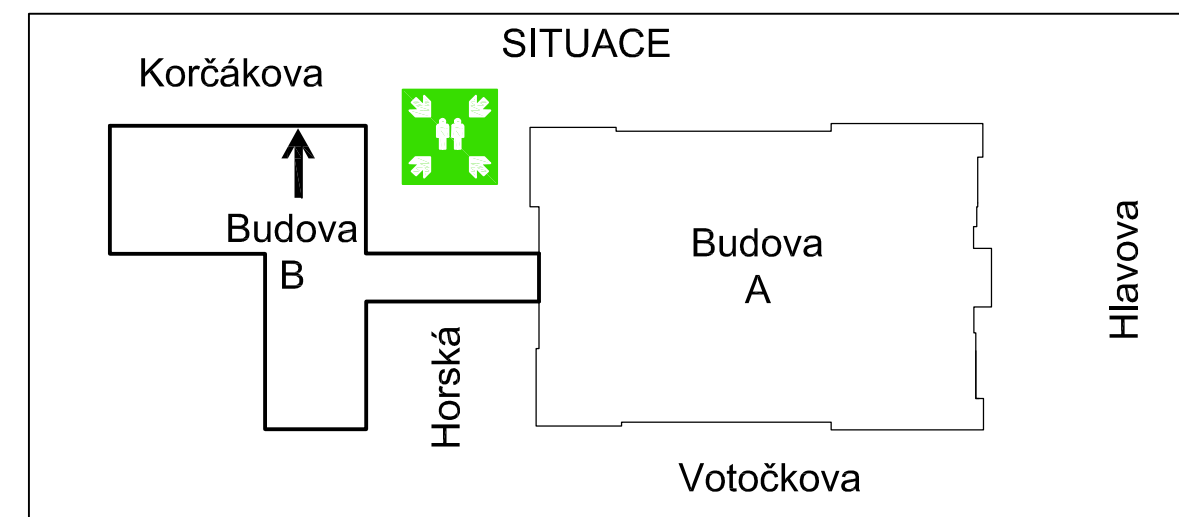 SITUACE
Korčákova
Budova
B
Budova
A
Horská
Hlavova
Votočkova